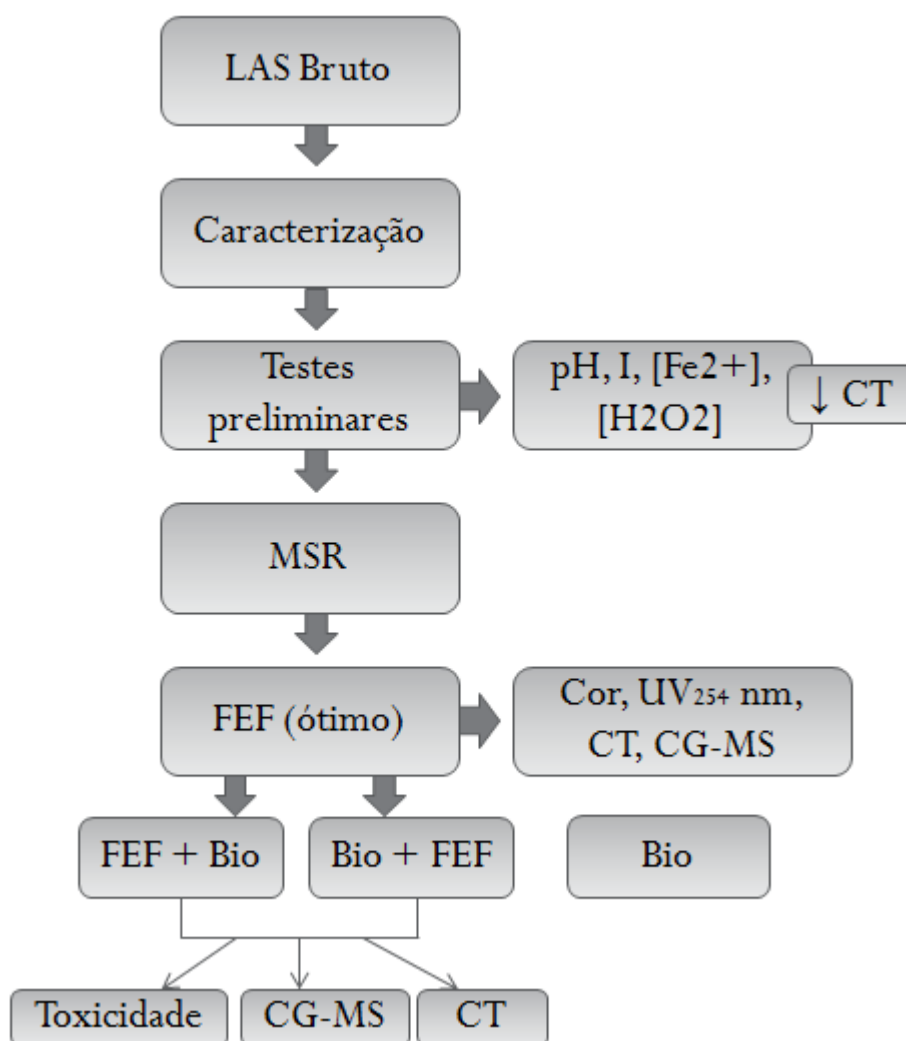 LAS Bruto
Caracterização
Testes
preliminares
pH, I, [Fe2+],
[H2O2]
↓ CT
MSR
FEF (ótimo)
Cor, UV₂₅₄ nm,
CT, CG-MS
FEF + Bio
Bio + FEF
Bio
Toxicidade
CG-MS
CT